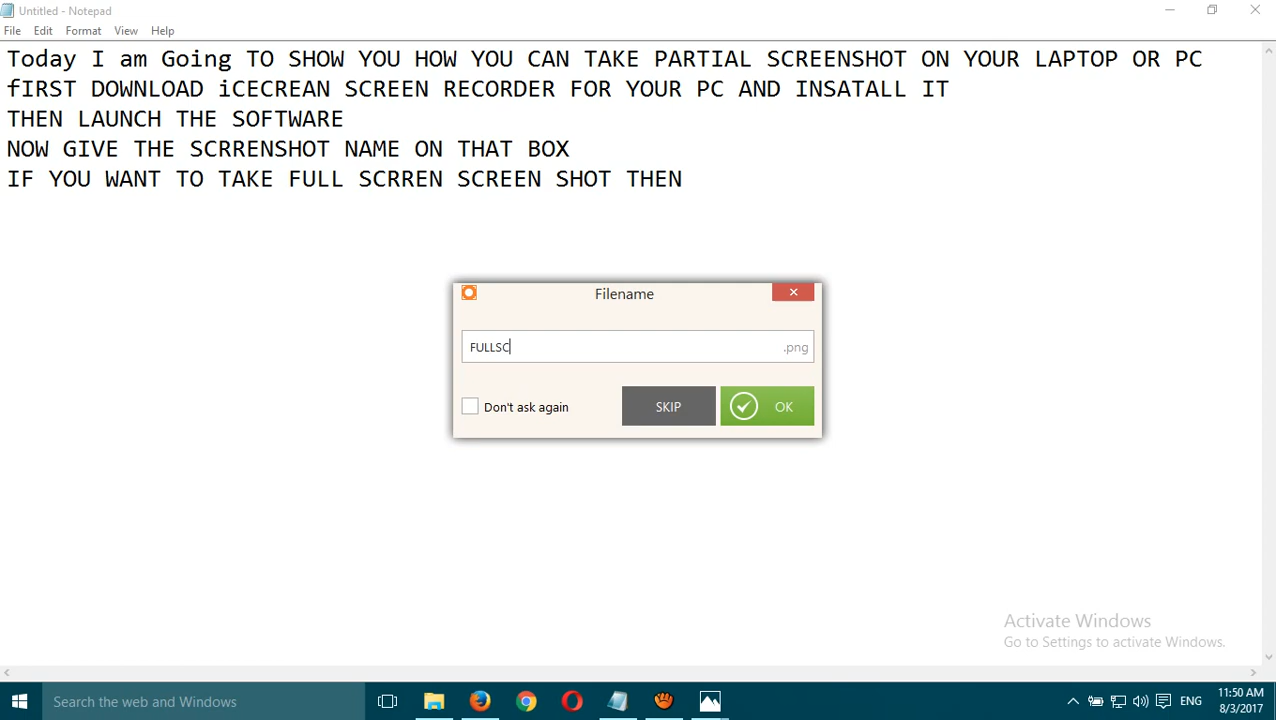 Untitled - Notepad
File Edit Format View Help
Today I am Going TO SHOW YOU HOW YOU CAN TAKE PARTIAL SCREENSHOT ON YOUR LAPTOP OR PC
fIRST DOWNLOAD iCECREAN SCREEN RECORDER FOR YOUR PC AND INSATALL IT
THEN LAUNCH THE SOFTWARE
NOW GIVE THE SCRRENSHOT NAME ON THAT BOX
IF YOU WANT TO TAKE FULL SCRREN SCREEN SHOT THEN
Filename
FULLSC .png
Don't ask again SKIP OK
Activate Windows
Go to Settings to activate Windows.
Search the web and Windows
ENG
11:50 AM
8/3/2017